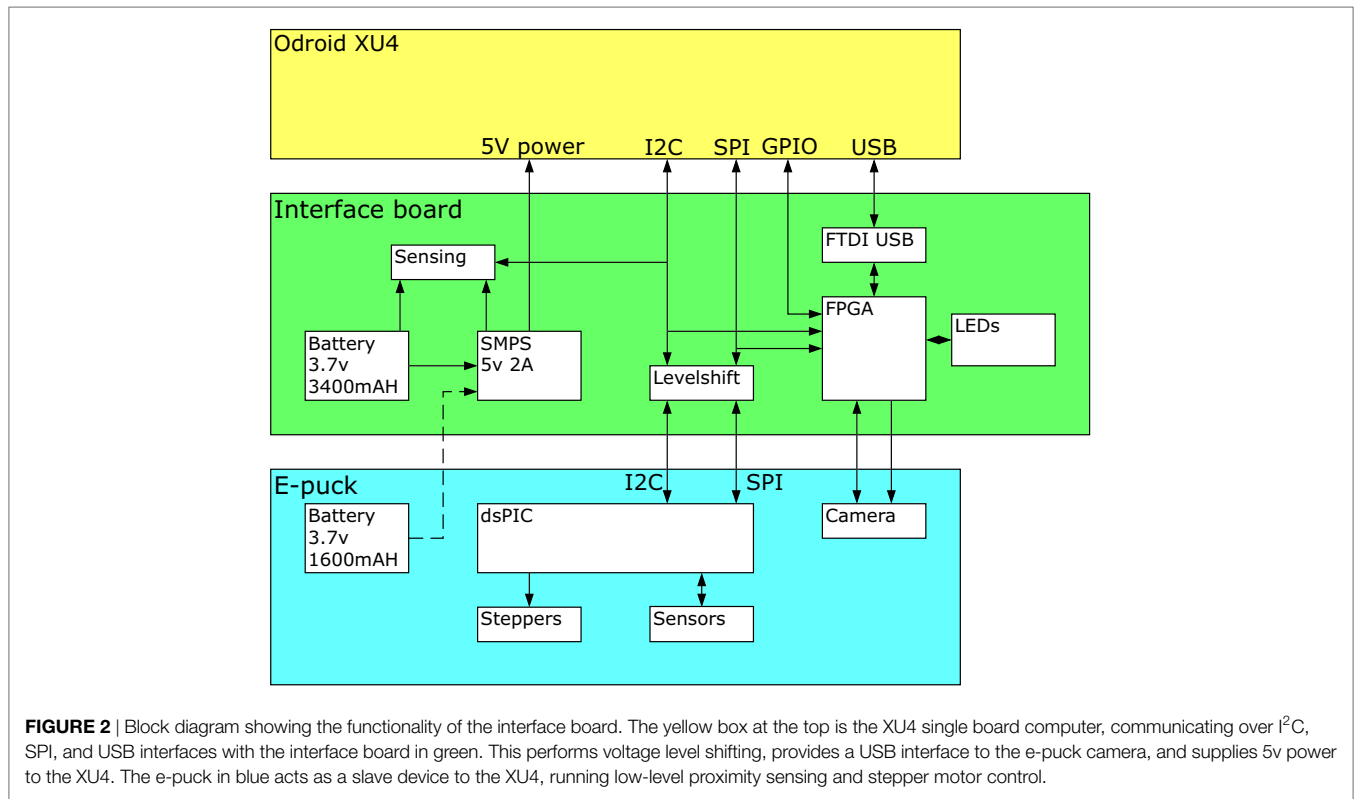 Odroid XU4
5V power I2C SPI GPIO USB
Interface board
Sensing
FTDI USB
Battery
3.7v
3400mAH
SMPS
5v 2A
Levelshift
FPGA
LEDs
E-puck
I2C SPI
Battery
3.7v
1600mAH
dsPIC
Camera
Steppers
Sensors
FIGURE 2 | Block diagram showing the functionality of the interface board. The yellow box at the top is the XU4 single board computer, communicating over I²C,
SPI, and USB interfaces with the interface board in green. This performs voltage level shifting, provides a USB interface to the e-puck camera, and supplies 5v power
to the XU4. The e-puck in blue acts as a slave device to the XU4, running low-level proximity sensing and stepper motor control.